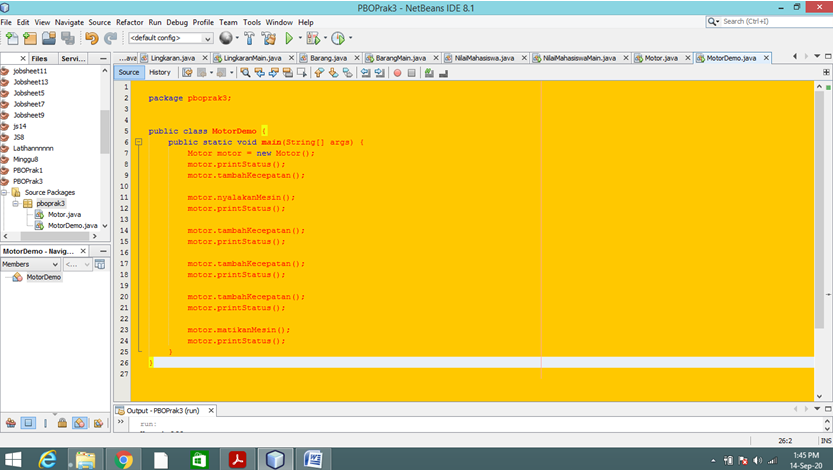 PBOPrak3 - NetBeans IDE 8.1
File Edit View Navigate Source Refactor Run Debug Profile Team Tools Window Help
Search (Ctrl+I)
<default config>
Files Servi...
...ava Lingkaran.java LingkaranMain.java Barang.java BarangMain.java NilaiMahasiswa.java NilaiMahasiswaMain.java Motor.java MotorDemo.java
Source History
jobsheet11
Jobsheet13
Jobsheet5
Jobsheet7
Jobsheet9
js14
JS8
Latihannnnn
Minggu8
PBOPrak1
PBOPrak3
Source Packages
pboprak3
Motor.java
MotorDemo.java
MotorDemo - Navig...
Members <...
MotorDemo
1
2 package pboprak3;
3
4
5 public class MotorDemo {
6 public static void main(String[] args) {
7 Motor motor = new Motor();
8 motor.printStatus();
9 motor.tambahKecepatan();
10
11 motor.nyalakanMesin();
12 motor.printStatus();
13
14 motor.tambahKecepatan();
15 motor.printStatus();
16
17 motor.tambahKecepatan();
18 motor.printStatus();
19
20 motor.tambahKecepatan();
21 motor.printStatus();
22
23 motor.matikanMesin();
24 motor.printStatus();
25 }
26 }
27
Output - PBOPrak3 (run)
run:
26:2 INS
1:45 PM
14-Sep-20